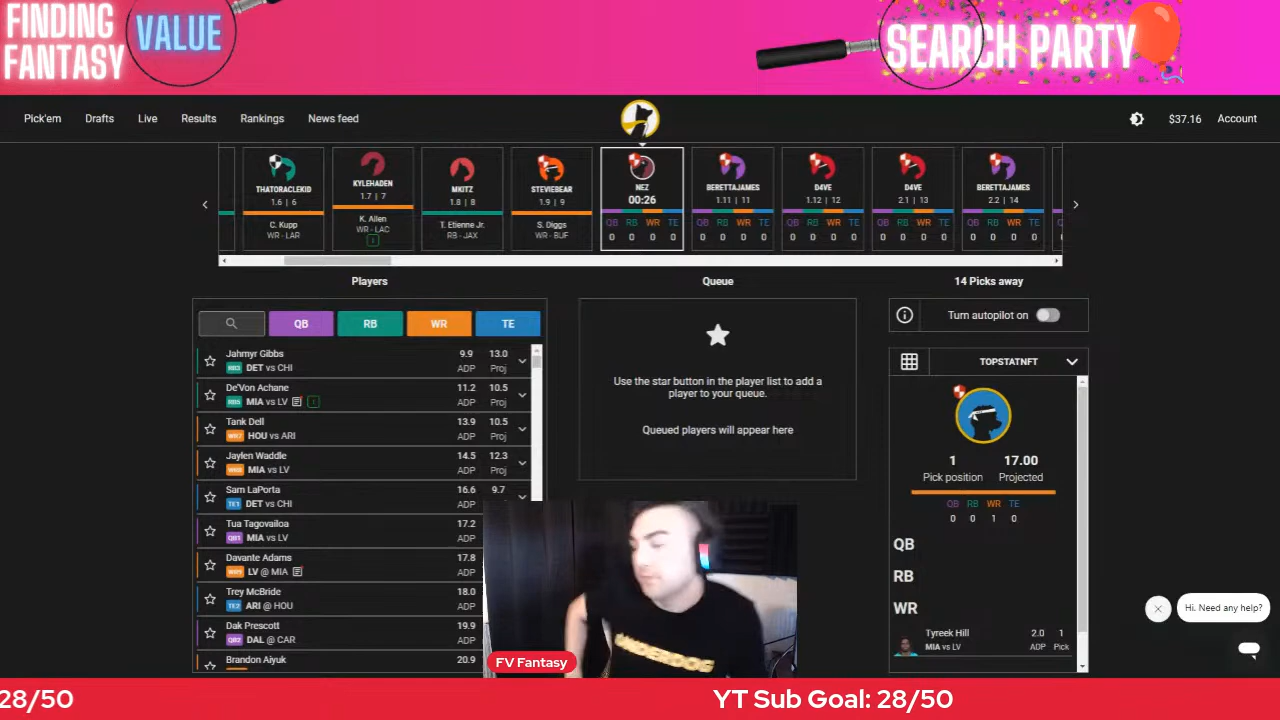 FINDING
FANTASY
VALUE
SEARCH PARTY
Pick'em
Drafts
Live
Results
Rankings
News feed
$37.16
Account
THATORACLEKID
1.6 | 6
C. Kupp
WR - LAR
KYLEHADEN
1.7 | 7
K. Allen
WR - LAC
MKITZ
1.8 | 8
T. Etienne Jr.
RB - JAX
STEVIEBEAR
1.9 | 9
S. Diggs
WR - BUF
NEZ
00:26
QB RB WR TE
0 0 0 0
BERETTAJAMES
1.11 | 11
QB RB WR TE
0 0 0 0
D4VE
1.12 | 12
QB RB WR TE
0 0 0 0
D4VE
2.1 | 13
QB RB WR TE
0 0 0 0
BERETTAJAMES
2.2 | 14
QB RB WR TE
0 0 0 0
Players
Queue
14 Picks away
QB
RB
WR
TE
Jahmyr Gibbs 9.9 13.0
RB3 DET vs CHI ADP Proj
De'Von Achane 11.2 10.5
MIA vs LV ADP Proj
Tank Dell 13.9 10.5
HOU vs ARI ADP Proj
Jaylen Waddle 14.5 12.3
MIA vs LV ADP Proj
Sam LaPorta 16.6 9.7
TE1 DET vs CHI ADP
Tua Tagovailoa 17.2
QB1 MIA vs LV ADP
Davante Adams 17.8
LV @ MIA ADP
Trey McBride 18.0
TE2 ARI @ HOU ADP
Dak Prescott 19.9
QB2 DAL @ CAR ADP
Brandon Aiyuk 20.9
Use the star button in the player list to add a
player to your queue.
Queued players will appear here
Turn autopilot on
TOPSTATNFT
1 17.00
Pick position Projected
QB RB WR TE
0 0 1 0
QB
RB
WR
Tyreek Hill 2.0 1
MIA vs LV ADP Pick
Hi. Need any help?
FV Fantasy
28/50
YT Sub Goal: 28/50